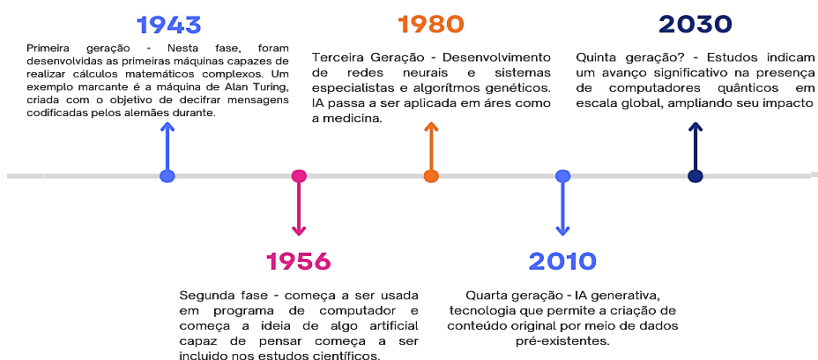 1943
Primeira geração - Nesta fase, foram
desenvolvidas as primeiras máquinas capazes de
realizar cálculos matemáticos complexos. Um
exemplo marcante é a máquina de Alan Turing,
criada com o objetivo de decifrar mensagens
codificadas pelos alemães durante.
1980
Terceira Geração - Desenvolvimento
de redes neurais e sistemas
especialistas e algorítmos genéticos.
IA passa a ser aplicada em áres como
a medicina.
2030
Quinta geração? - Estudos indicam
um avanço significativo na presença
de computadores quânticos em
escala global, ampliando seu impacto
1956
Segunda fase - começa a ser usada
em programa de computador e
começa a ideia de algo artificial
capaz de pensar começa a ser
incluido nos estudos científicos.
2010
Quarta geração - IA generativa,
tecnologia que permite a criação de
conteúdo original por meio de dados
pré-existentes.